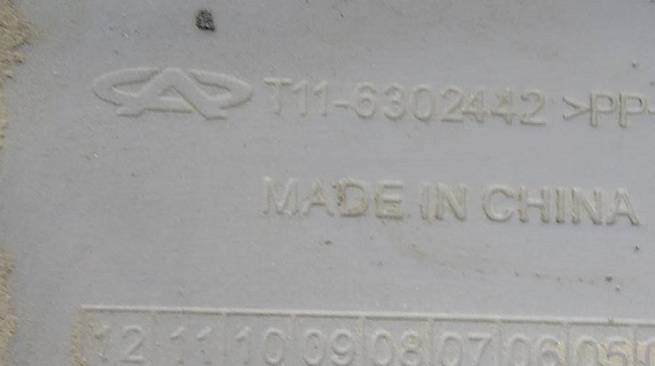 T11-6302442 >PP-
MADE IN CHINA
12 11 10 09 08 07 06 05